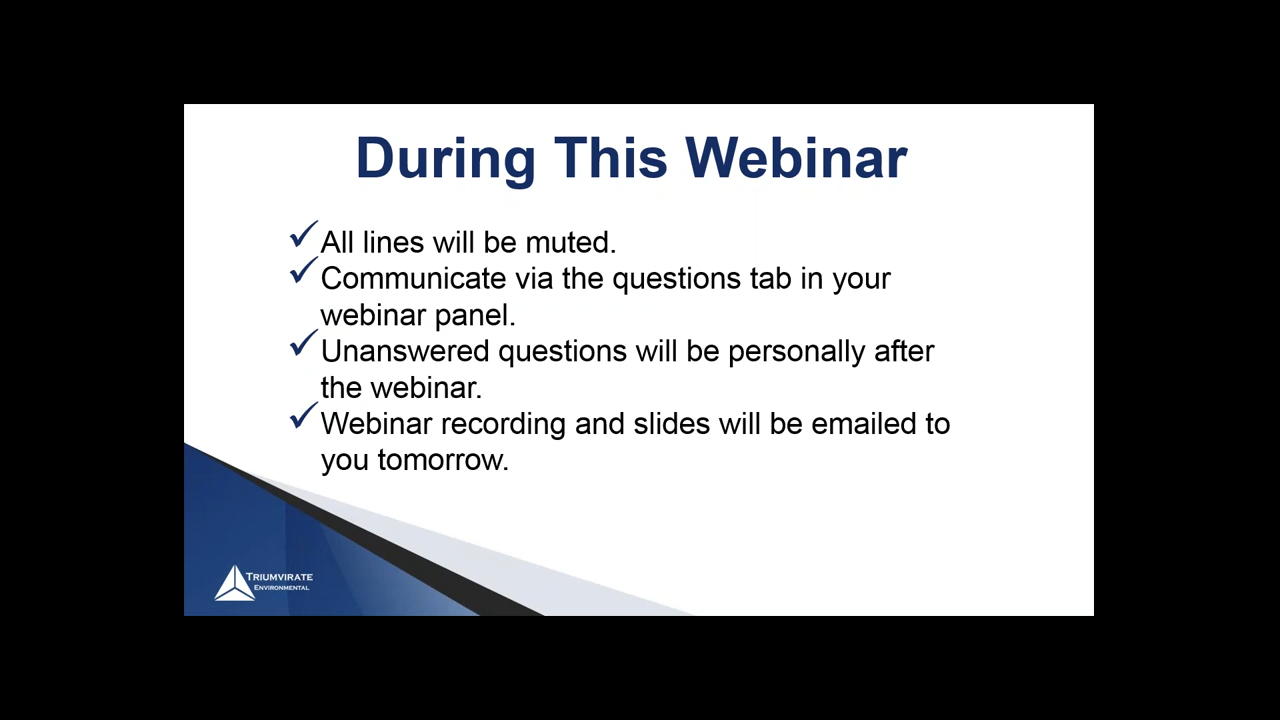 During This Webinar
All lines will be muted.
Communicate via the questions tab in your
webinar panel.
Unanswered questions will be personally after
the webinar.
Webinar recording and slides will be emailed to
you tomorrow.
TRIUMVIRATE
ENVIRONMENTAL